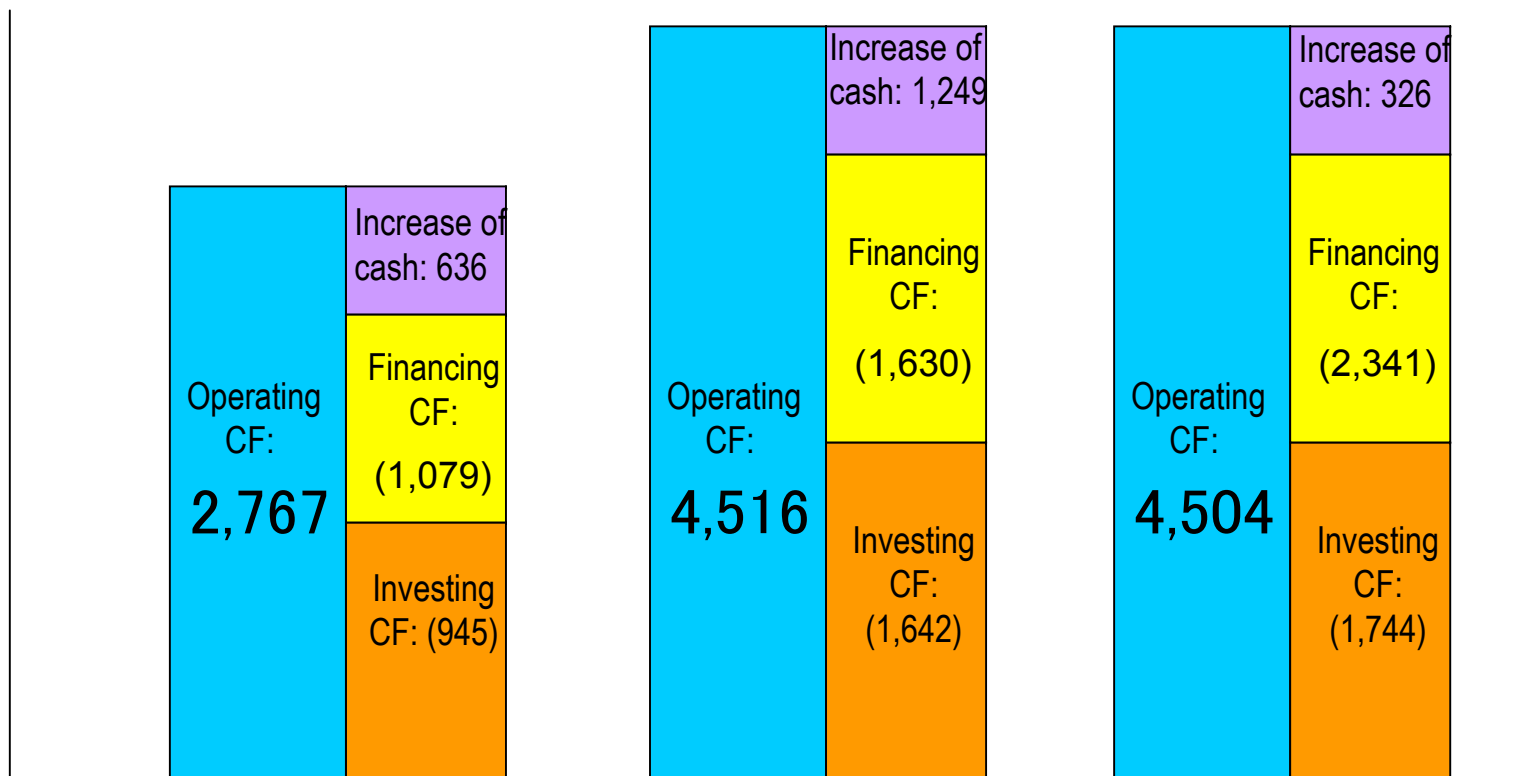 Increase of
cash: 636
Operating
CF:
2,767
Financing
CF:
(1,079)
Investing
CF: (945)
Increase of
cash: 1,249
Operating
CF:
4,516
Financing
CF:
(1,630)
Investing
CF:
(1,642)
Increase of
cash: 326
Operating
CF:
4,504
Financing
CF:
(2,341)
Investing
CF:
(1,744)